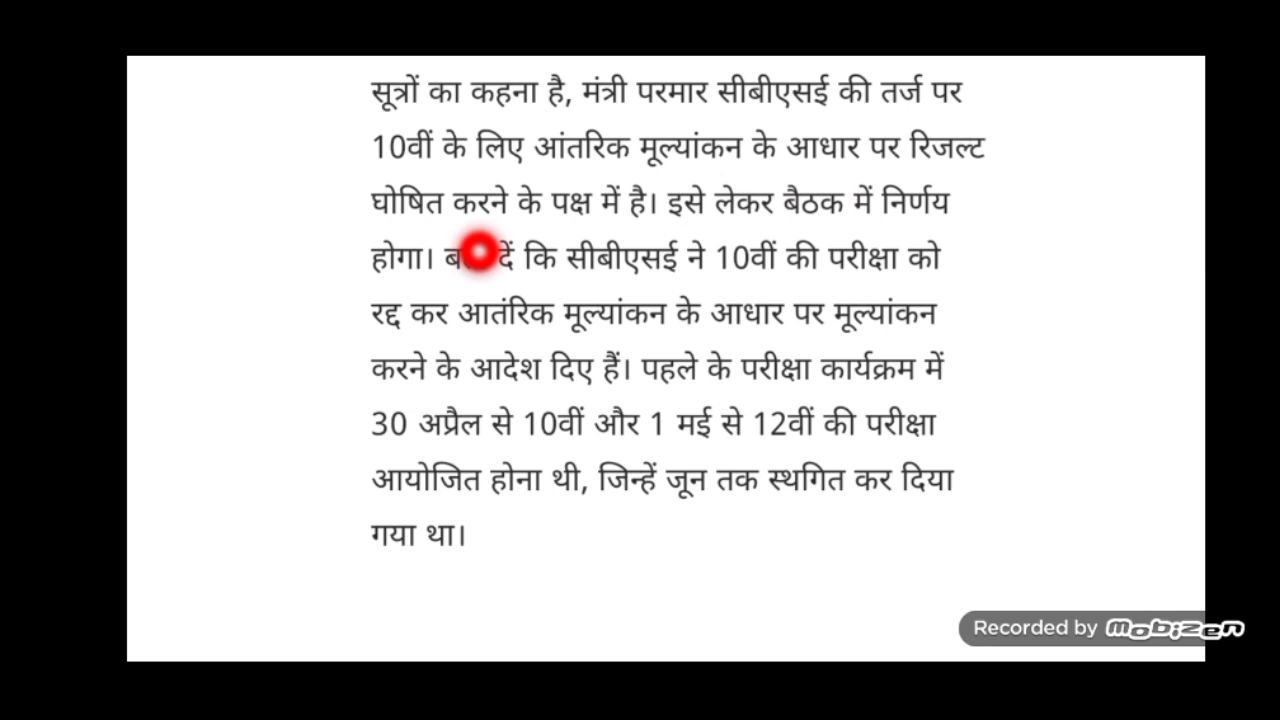 सूत्रों का कहना है, मंत्री परमार सीबीएसई की तर्ज पर
10वीं के लिए आंतरिक मूल्यांकन के आधार पर रिजल्ट
घोषित करने के पक्ष में है। इसे लेकर बैठक में निर्णय
होगा। दें कि सीबीएसई ने 10वीं की परीक्षा को
रद्द कर आतंरिक मूल्यांकन के आधार पर मूल्यांकन
करने के आदेश दिए हैं। पहले के परीक्षा कार्यक्रम में
30 अप्रैल से 10वीं और 1 मई से 12वीं की परीक्षा
आयोजित होना थी, जिन्हें जून तक स्थगित कर दिया
गया था।
Recorded by mobizen